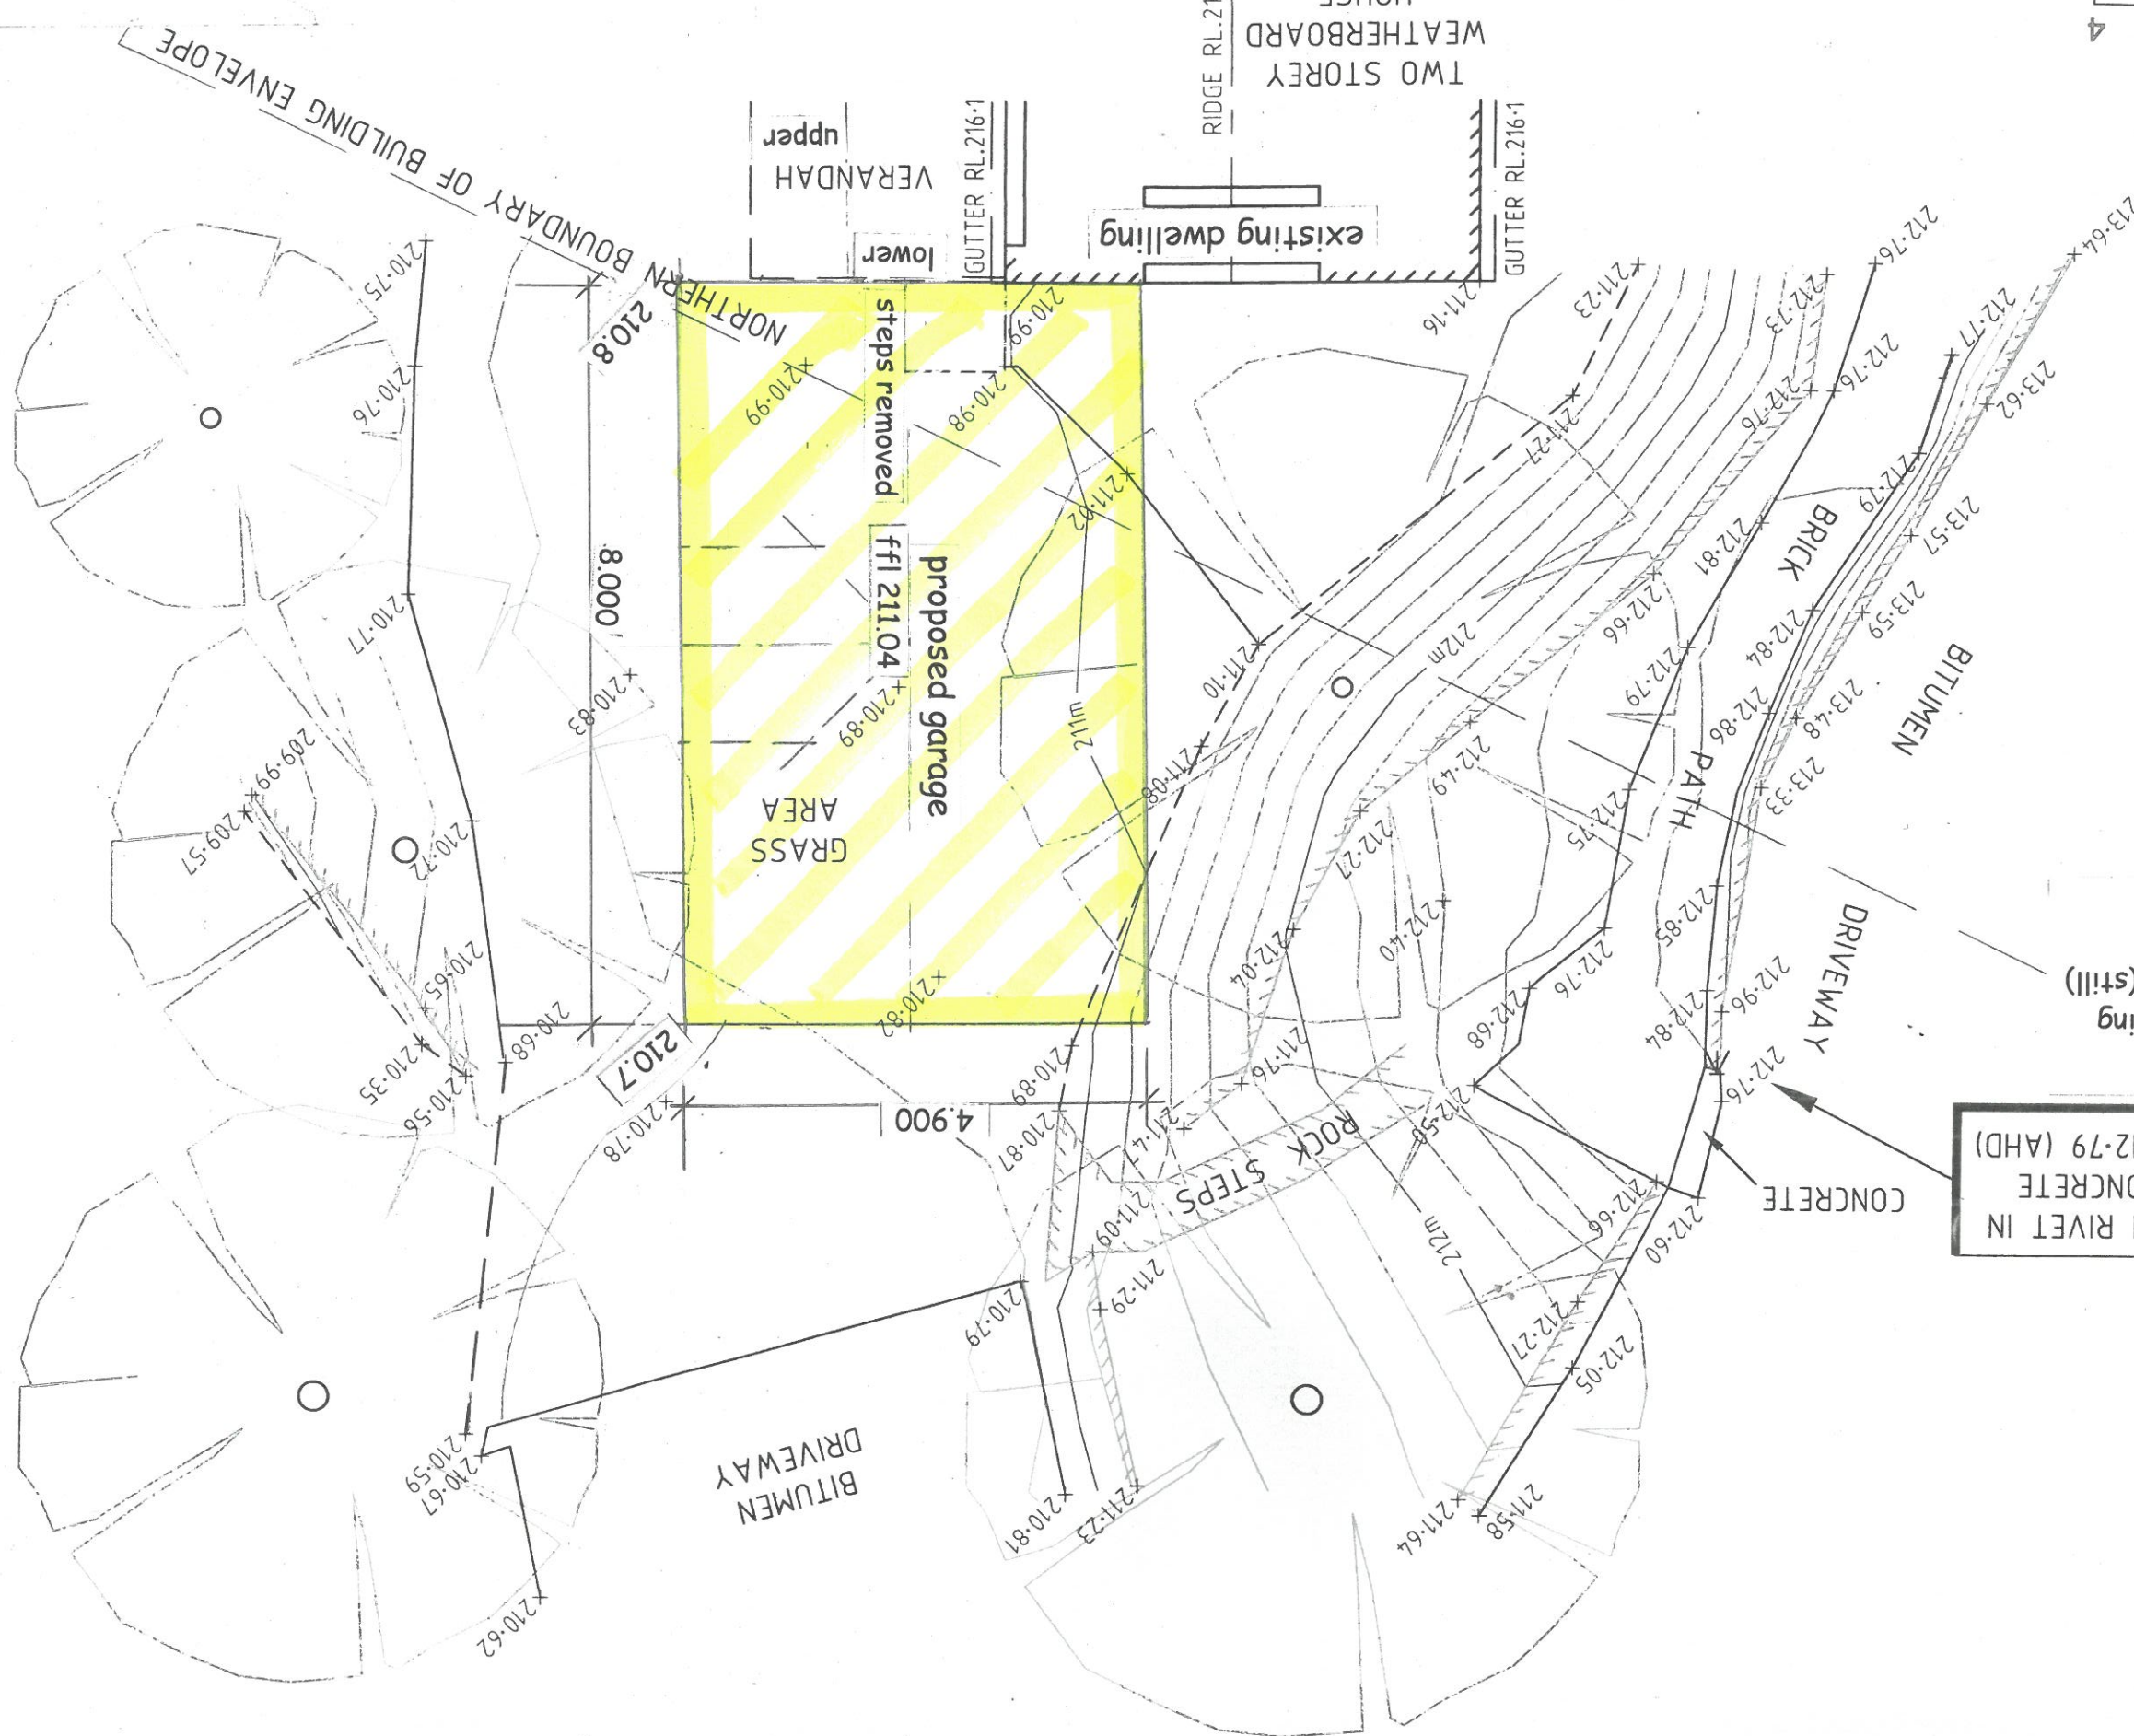 NORTHERN BOUNDARY OF BUILDING ENVELOPE
TWO STOREY
WEATHERBOARD
HOUSE
4
RIDGE RL.21
GUTTER RL.216·1
GUTTER RL.216·1
VERANDAH
upper
lower
existing dwelling
steps removed
ffl 211.04
proposed garage
GRASS
AREA
8.000
4.900
210.8
210.7
210·75
210·76
210·77
210·83
210·72
209·99
209·57
210·65
210·68
210·35
210·56
210·78
210·99
210·99
210·98
211·02
210·89
210·82
211m
210·89
210·87
211·16
211·23
211·27
211·10
211·08
212m
212·73
212·76
212·76
212·76
212·81
212·66
212·79
212·49
212·27
212·75
212·40
212·04
212·76
212·68
211·76
212·50
211·41
213·64
212·77
213·62
212·79
213·57
213·59
212·84
213·48
212·86
213·33
212·85
212·96
212·84
212·76
BRICK
PATH
BITUMEN
DRIVEWAY
(still)
ing
RIVET IN
CONCRETE
12·79 (AHD)
CONCRETE
ROCK
STEPS
211·09
211·29
212m
212·66
212·60
212·27
212·05
210·79
210·81
211·23
211·64
211·58
BITUMEN
DRIVEWAY
210·59
210·67
210·62